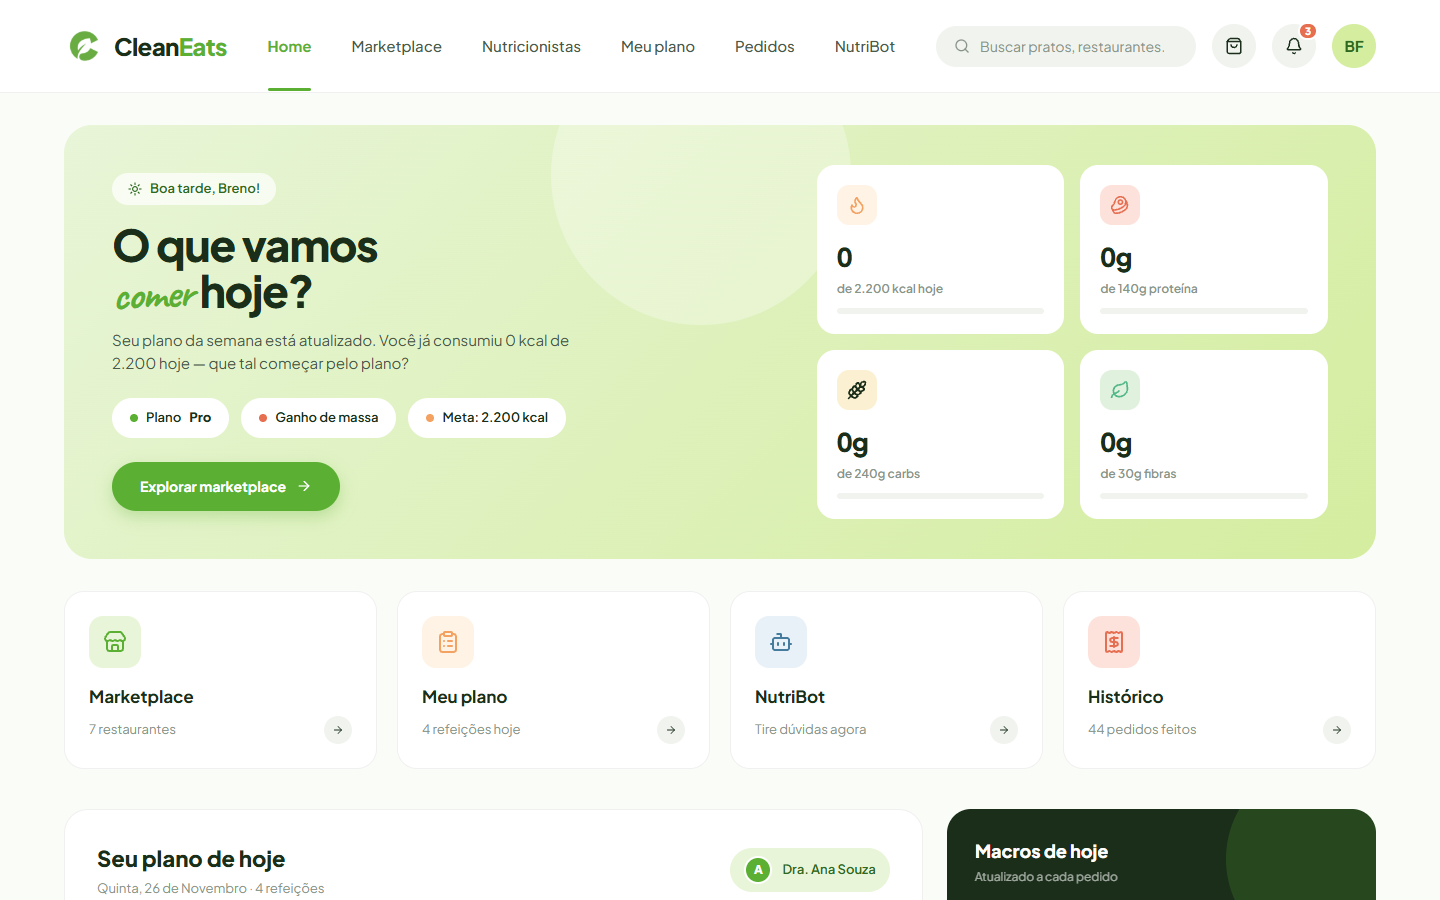 CleanEats
Home
Marketplace
Nutricionistas
Meu plano
Pedidos
NutriBot
Buscar pratos, restaurantes.
3
BF
Boa tarde, Breno!
O que vamos
comer hoje?
Seu plano da semana está atualizado. Você já consumiu 0 kcal de
2.200 hoje — que tal começar pelo plano?
Plano Pro
Ganho de massa
Meta: 2.200 kcal
Explorar marketplace
0
de 2.200 kcal hoje
0g
de 140g proteína
0g
de 240g carbs
0g
de 30g fibras
Marketplace
7 restaurantes
Meu plano
4 refeições hoje
NutriBot
Tire dúvidas agora
Histórico
44 pedidos feitos
Seu plano de hoje
Quinta, 26 de Novembro · 4 refeições
A
Dra. Ana Souza
Macros de hoje
Atualizado a cada pedido